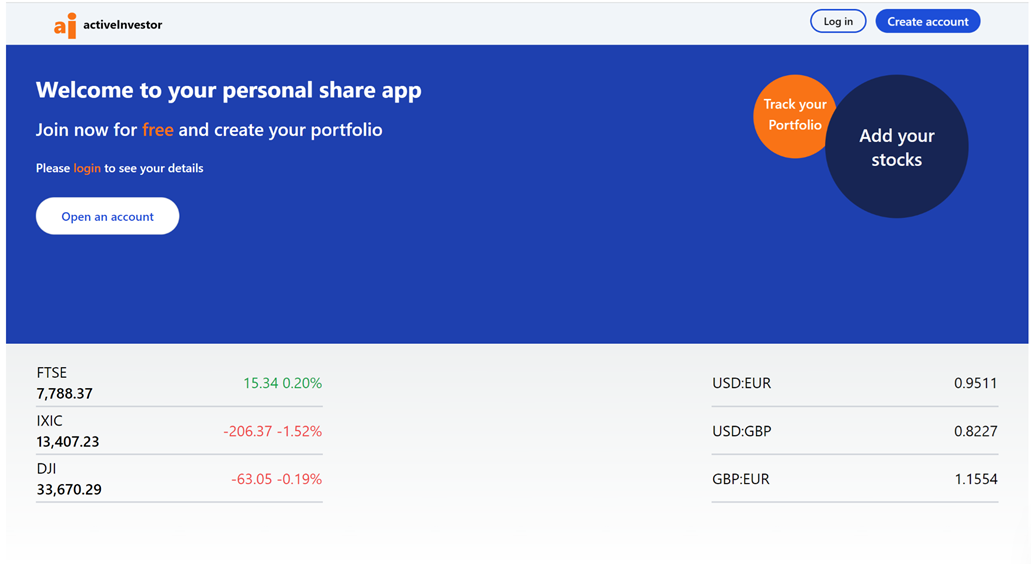 ai activeInvestor
Log in
Create account
Welcome to your personal share app
Join now for free and create your portfolio
Please login to see your details
Open an account
Track your
Portfolio
Add your
stocks
FTSE
7,788.37
15.34 0.20%
IXIC
13,407.23
-206.37 -1.52%
DJI
33,670.29
-63.05 -0.19%
USD:EUR
0.9511
USD:GBP
0.8227
GBP:EUR
1.1554